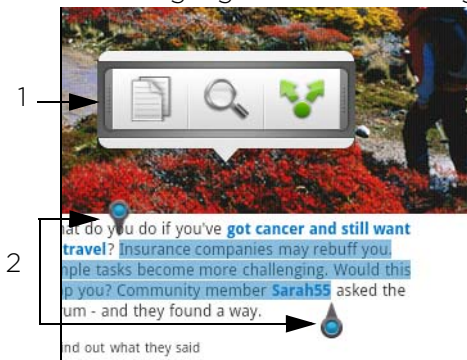 1
2
at do you do if you've got cancer and still want
travel? Insurance companies may rebuff you.
mple tasks become more challenging. Would this
p you? Community member Sarah55 asked the
rum - and they found a way.
nd out what they said